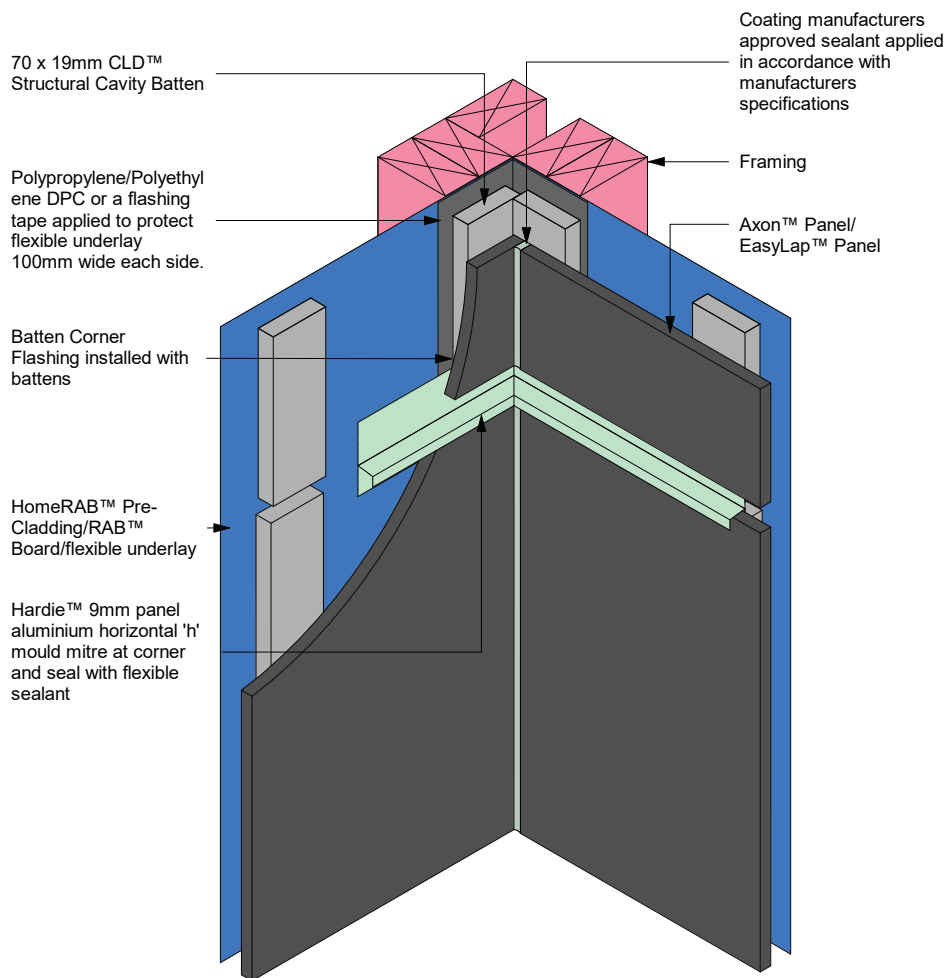 70 x 19mm CLD™
Structural Cavity Batten
Polypropylene/Polyethyl
ene DPC or a flashing
tape applied to protect
flexible underlay
100mm wide each side.
Batten Corner
Flashing installed with
battens
HomeRAB™ Pre-
Cladding/RAB™
Board/flexible underlay
Hardie™ 9mm panel
aluminium horizontal 'h'
mould mitre at corner
and seal with flexible
sealant
Coating manufacturers
approved sealant applied
in accordance with
manufacturers
specifications
Framing
Axon™ Panel/
EasyLap™ Panel